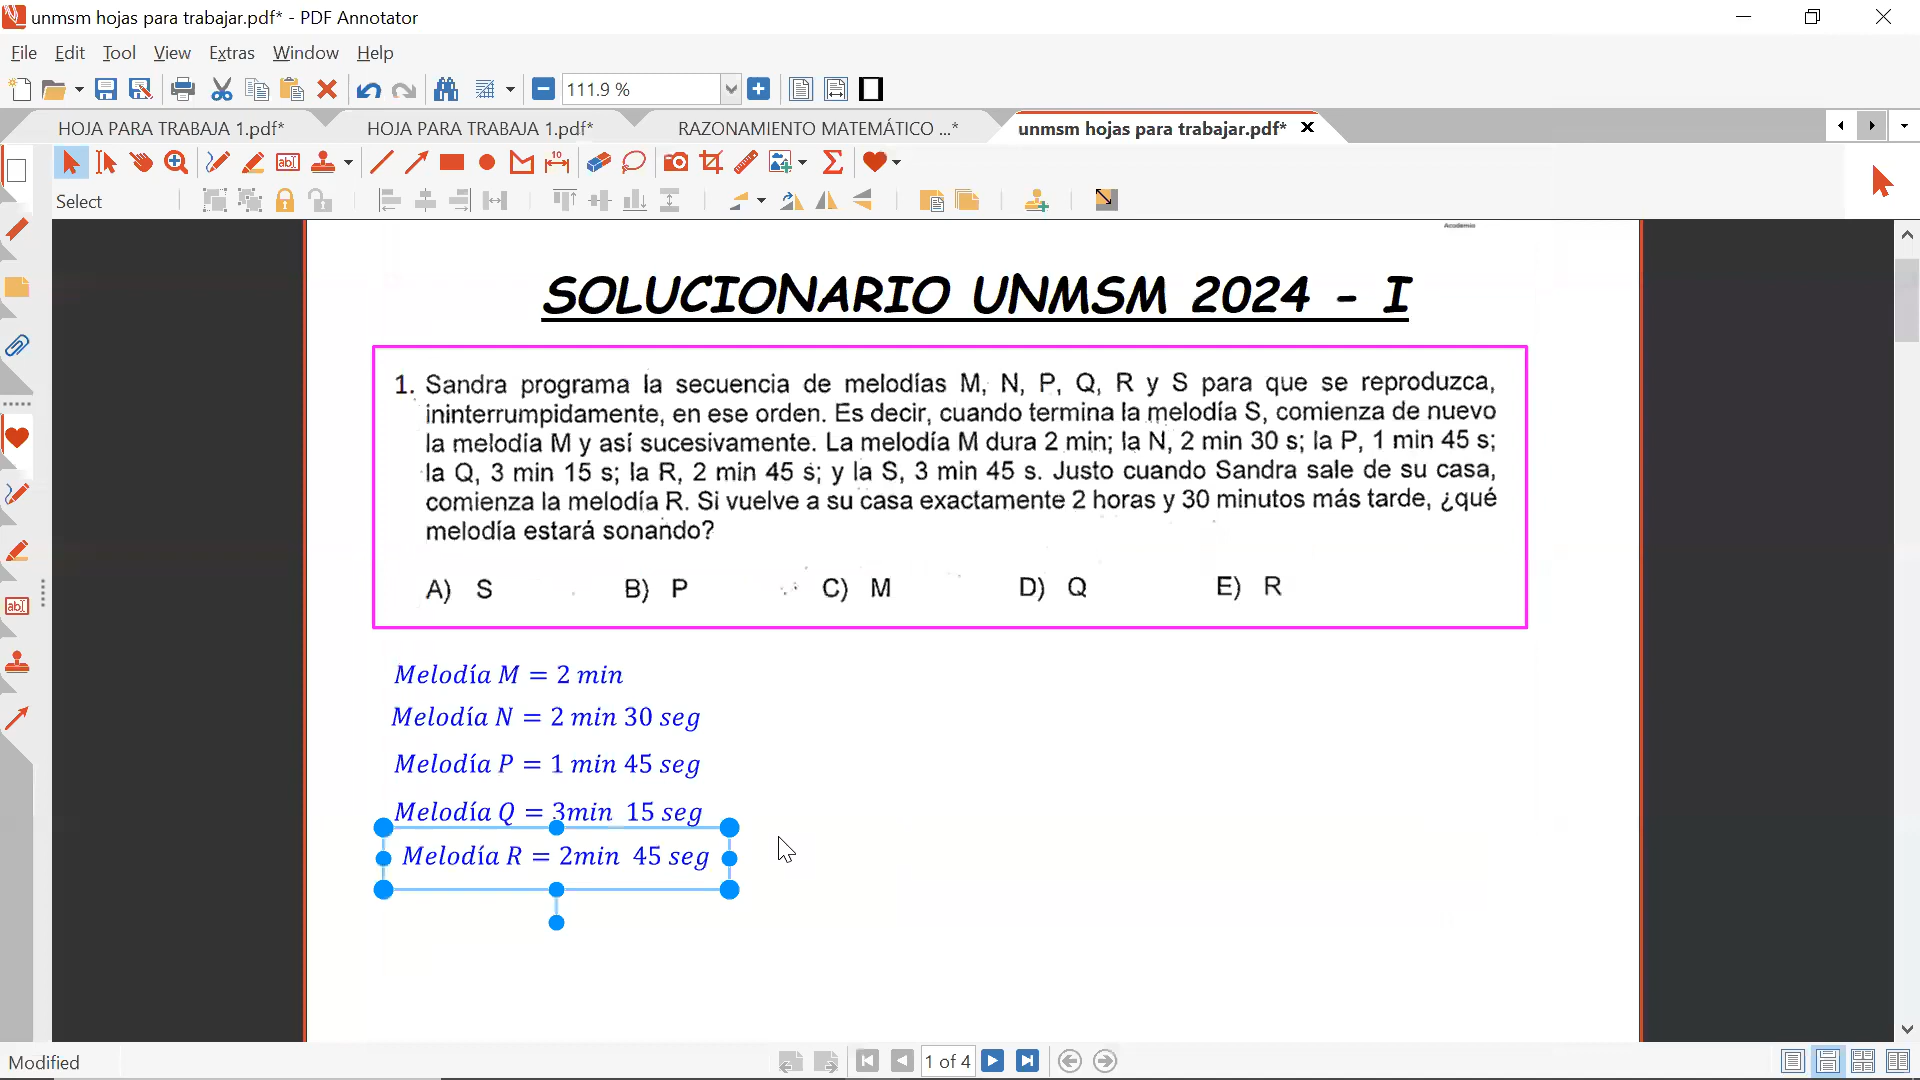 unmsm hojas para trabajar.pdf* - PDF Annotator
File Edit Tool View Extras Window Help
111.9 %
HOJA PARA TRABAJA 1.pdf* HOJA PARA TRABAJA 1.pdf* RAZONAMIENTO MATEMÁTICO ...* unmsm hojas para trabajar.pdf*
Select
Academia
SOLUCIONARIO UNMSM 2024 - I
1. Sandra programa la secuencia de melodías M, N, P, Q, R y S para que se reproduzca,
ininterrumpidamente, en ese orden. Es decir, cuando termina la melodía S, comienza de nuevo
la melodía M y así sucesivamente. La melodía M dura 2 min; la N, 2 min 30 s; la P, 1 min 45 s;
la Q, 3 min 15 s; la R, 2 min 45 s; y la S, 3 min 45 s. Justo cuando Sandra sale de su casa,
comienza la melodía R. Si vuelve a su casa exactamente 2 horas y 30 minutos más tarde, ¿qué
melodía estará sonando?
A) S B) P C) M D) Q E) R
Melodía M = 2 min
Melodía N = 2 min 30 seg
Melodía P = 1 min 45 seg
Melodía Q = 3min 15 seg
Melodía R = 2min 45 seg
Modified
1 of 4